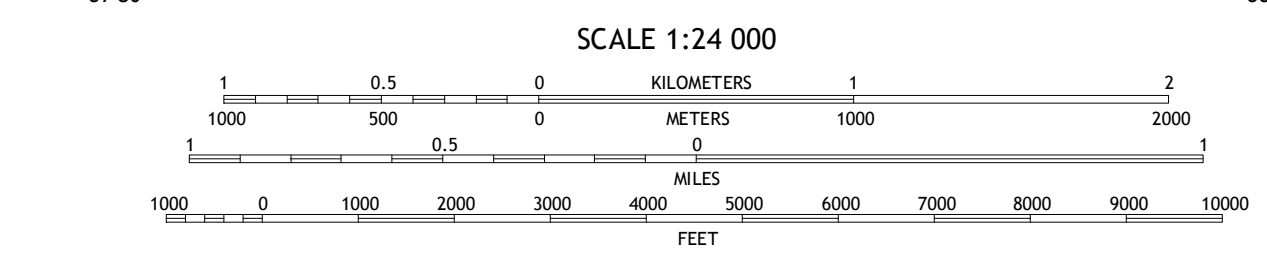 SCALE 1:24 000
1 0.5 0 KILOMETERS 1 2
1000 500 0 METERS 1000 2000
1 0.5 0 1
MILES
1000 0 1000 2000 3000 4000 5000 6000 7000 8000 9000 10000
FEET